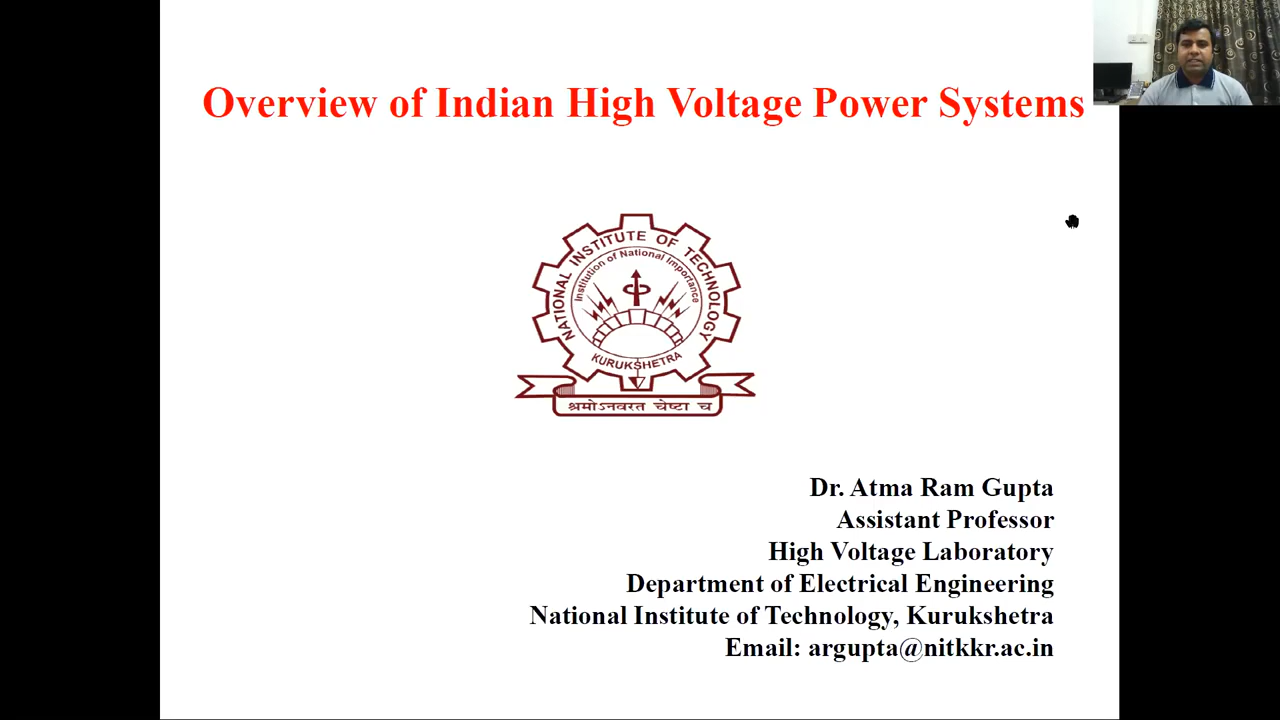 Overview of Indian High Voltage Power Systems
NATIONAL INSTITUTE OF TECHNOLOGY
Institution of National Importance
KURUKSHETRA
श्रमोऽनवरत चेष्टा च
Dr. Atma Ram Gupta
Assistant Professor
High Voltage Laboratory
Department of Electrical Engineering
National Institute of Technology, Kurukshetra
Email: argupta@nitkkr.ac.in